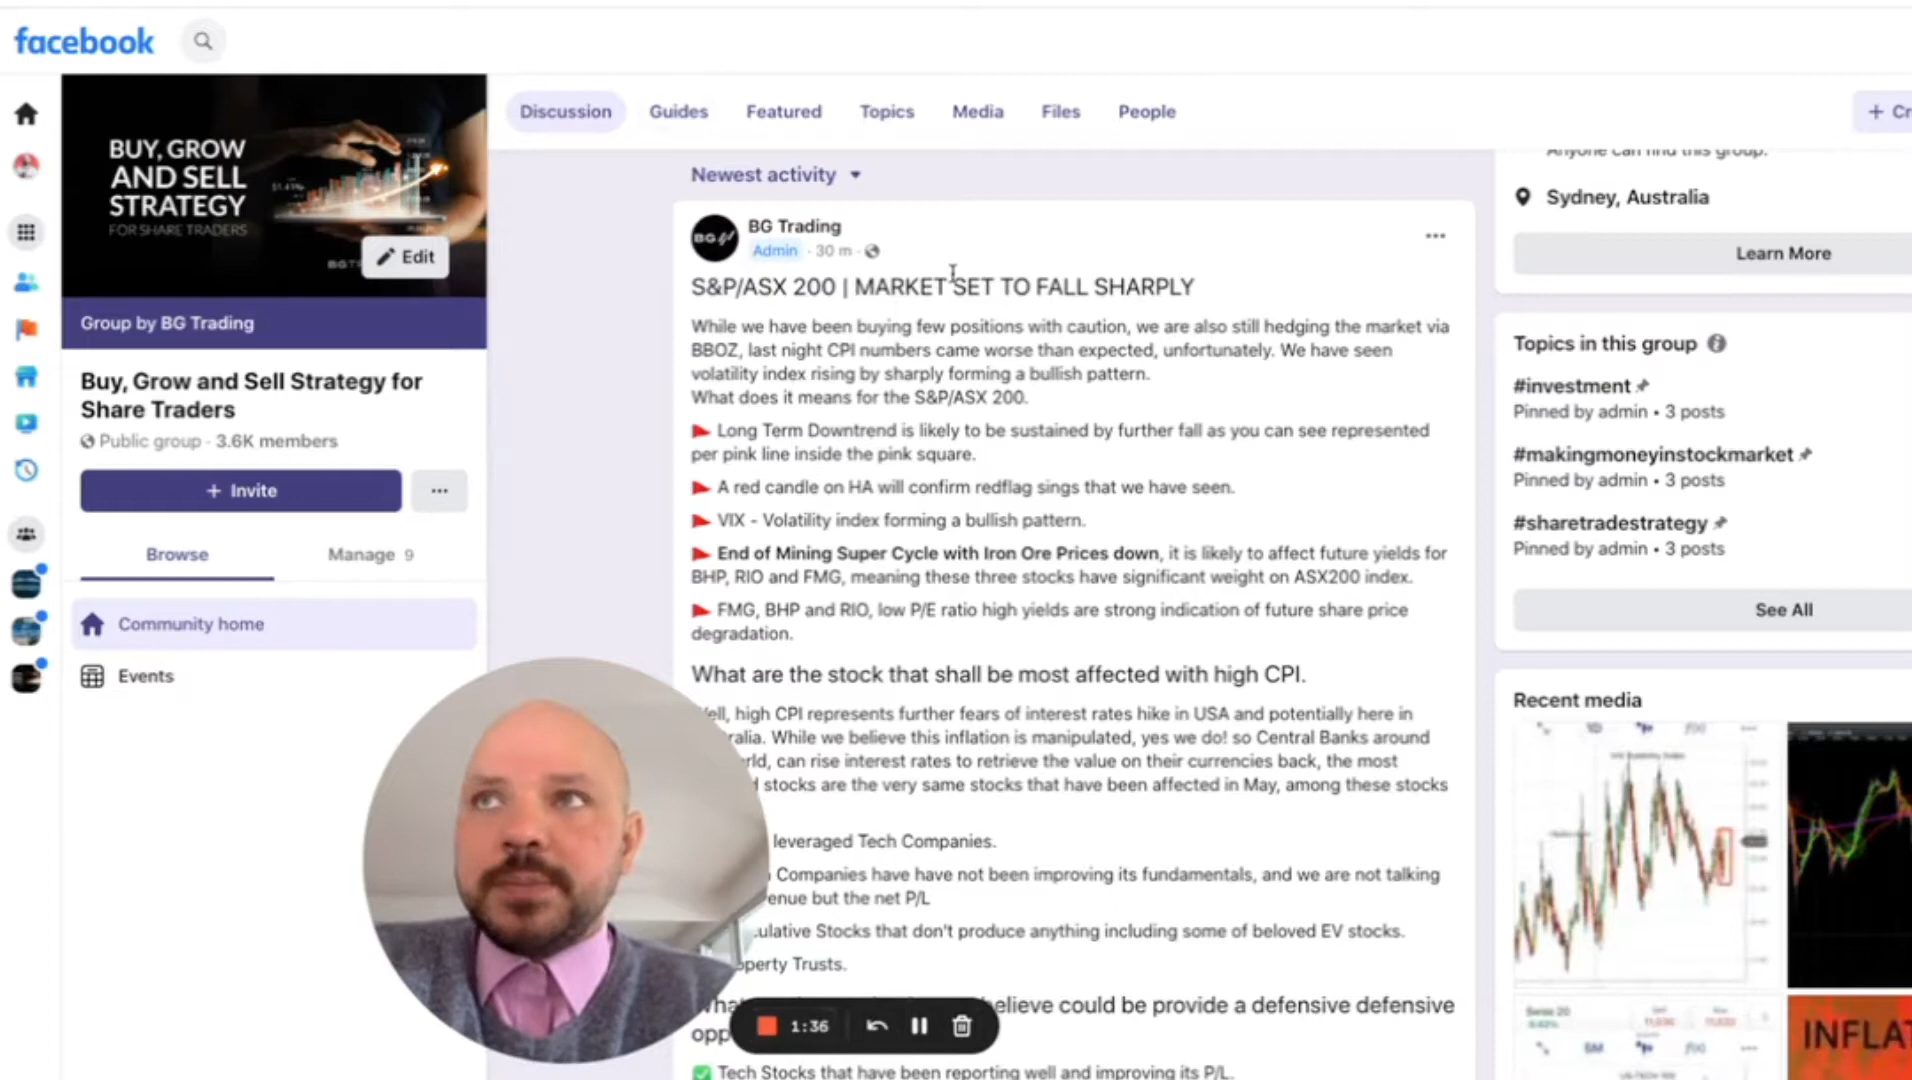 facebook
BUY, GROW
AND SELL
STRATEGY
FOR SHARE TRADERS
Edit
Group by BG Trading
Buy, Grow and Sell Strategy for
Share Traders
Public group · 3.6K members
+ Invite
Browse
Manage 9
Community home
Events
Discussion
Guides
Featured
Topics
Media
Files
People
Newest activity
BG Trading
Admin · 30 m ·
S&P/ASX 200 | MARKET SET TO FALL SHARPLY
While we have been buying few positions with caution, we are also still hedging the market via
BBOZ, last night CPI numbers came worse than expected, unfortunately. We have seen
volatility index rising by sharply forming a bullish pattern.
What does it means for the S&P/ASX 200.
Long Term Downtrend is likely to be sustained by further fall as you can see represented
per pink line inside the pink square.
A red candle on HA will confirm redflag sings that we have seen.
VIX - Volatility index forming a bullish pattern.
End of Mining Super Cycle with Iron Ore Prices down, it is likely to affect future yields for
BHP, RIO and FMG, meaning these three stocks have significant weight on ASX200 index.
FMG, BHP and RIO, low P/E ratio high yields are strong indication of future share price
degradation.
What are the stock that shall be most affected with high CPI.
high CPI represents further fears of interest rates hike in USA and potentially here in
While we believe this inflation is manipulated, yes we do! so Central Banks around
can rise interest rates to retrieve the value on their currencies back, the most
stocks are the very same stocks that have been affected in May, among these stocks
leveraged Tech Companies.
Companies have have not been improving its fundamentals, and we are not talking
but the net P/L
Stocks that don't produce anything including some of beloved EV stocks.
Trusts.
could be provide a defensive defensive
1:36
Tech Stocks that have been reporting well and improving its P/L.
+ Cr
Anyone can find this group.
Sydney, Australia
Learn More
Topics in this group
#investment
Pinned by admin • 3 posts
#makingmoneyinstockmarket
Pinned by admin • 3 posts
#sharetradestrategy
Pinned by admin • 3 posts
See All
Recent media
INFLAT